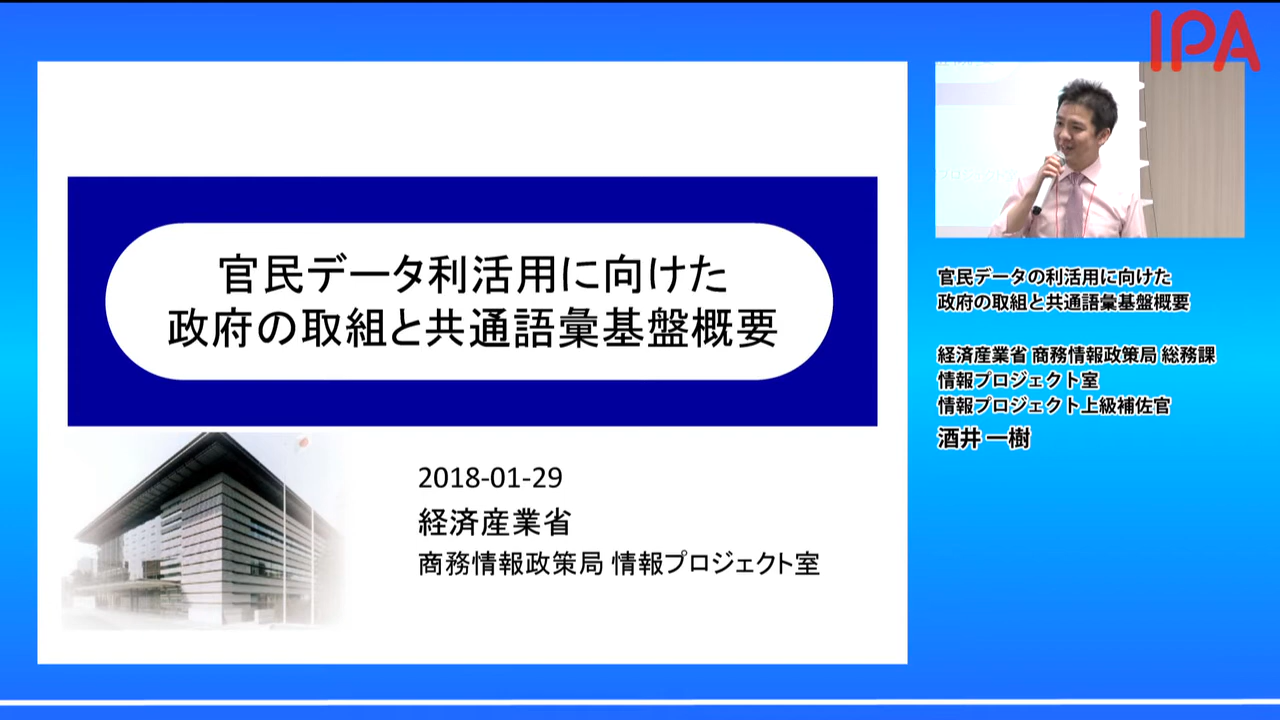 IPA
官民データ利活用に向けた
政府の取組と共通語彙基盤概要
2018-01-29
経済産業省
商務情報政策局 情報プロジェクト室
官民データの利活用に向けた
政府の取組と共通語彙基盤概要
経済産業省 商務情報政策局 総務課
情報プロジェクト室
情報プロジェクト上級補佐官
酒井 一樹